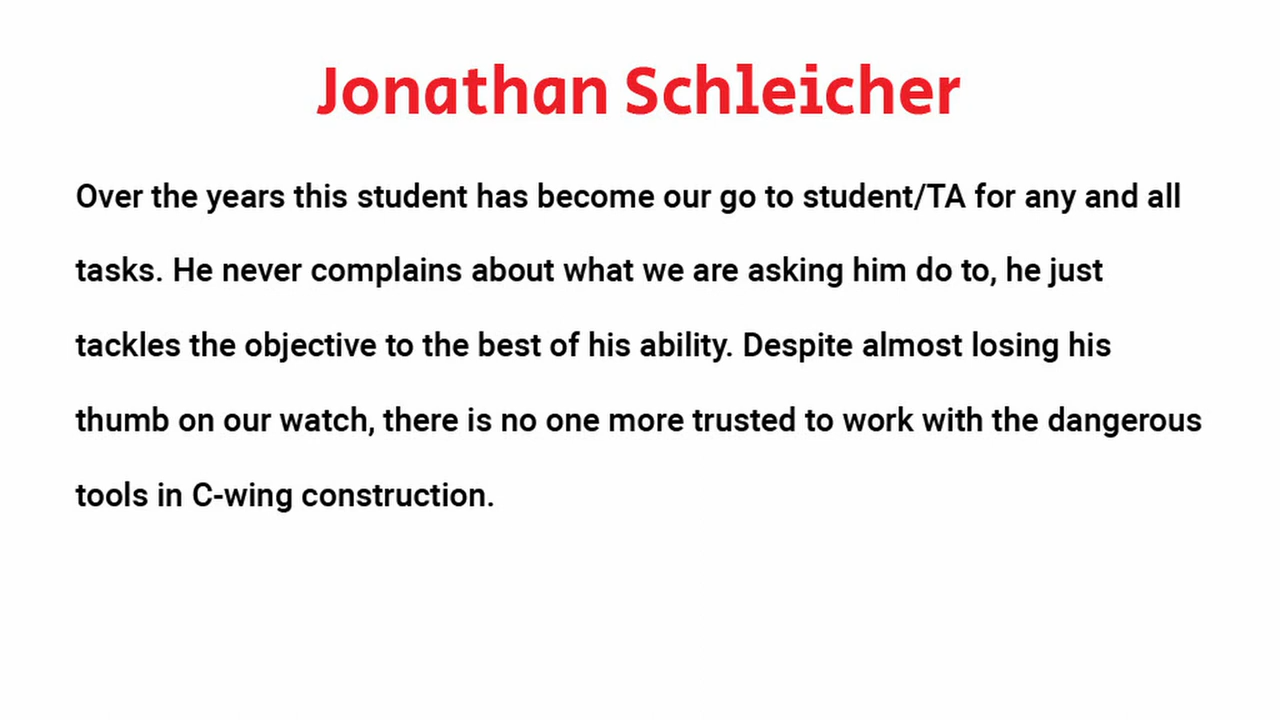 Jonathan Schleicher
Over the years this student has become our go to student/TA for any and all
tasks. He never complains about what we are asking him do to, he just
tackles the objective to the best of his ability. Despite almost losing his
thumb on our watch, there is no one more trusted to work with the dangerous
tools in C-wing construction.